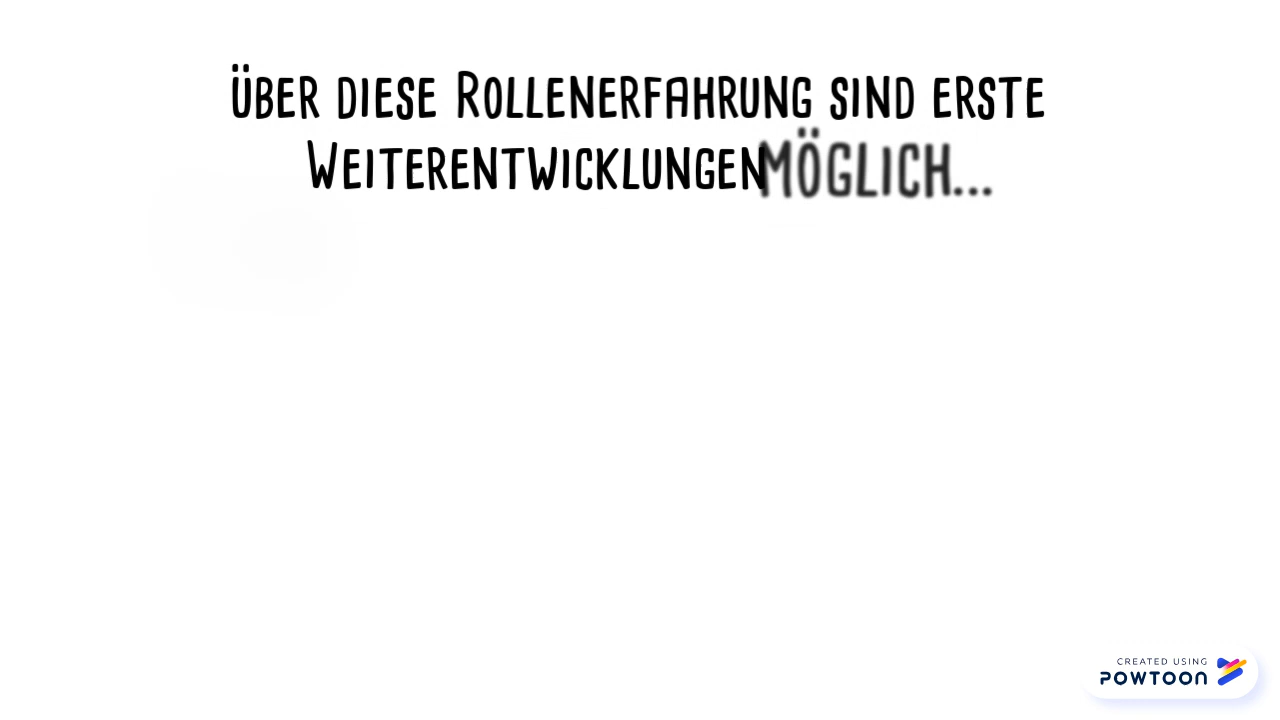 über diese Rollenerfahrung sind erste
Weiterentwicklungen möglich...
CREATED USING
POWTOON